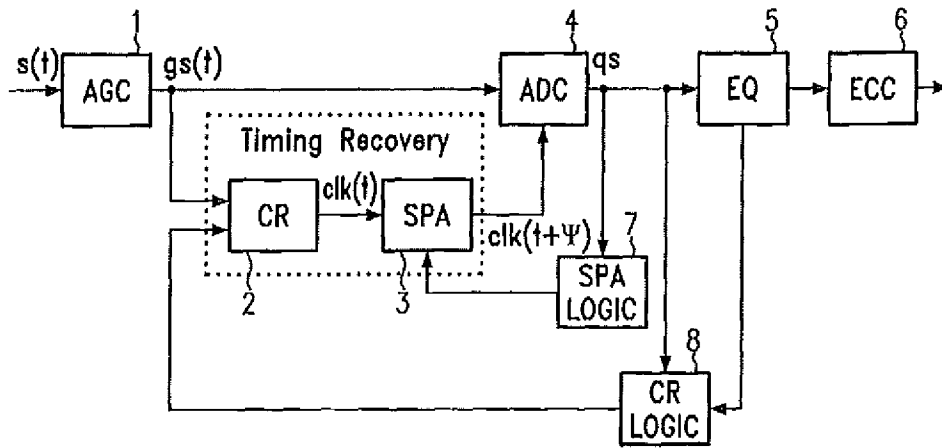 1
4
5
6
s(t)
AGC
gs(t)
ADC
qs
EQ
ECC
Timing Recovery
CR
clk(t)
SPA
clk(t+Ψ)
2
3
7
SPA
LOGIC
8
CR
LOGIC